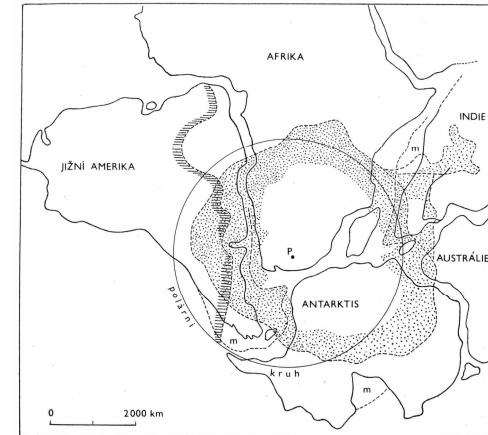 AFRIKA
m
INDIE
JIŽNÍ AMERIKA
P
AUSTRÁLIE
polární
ANTARKTIS
m
kruh
m
0 2000 km